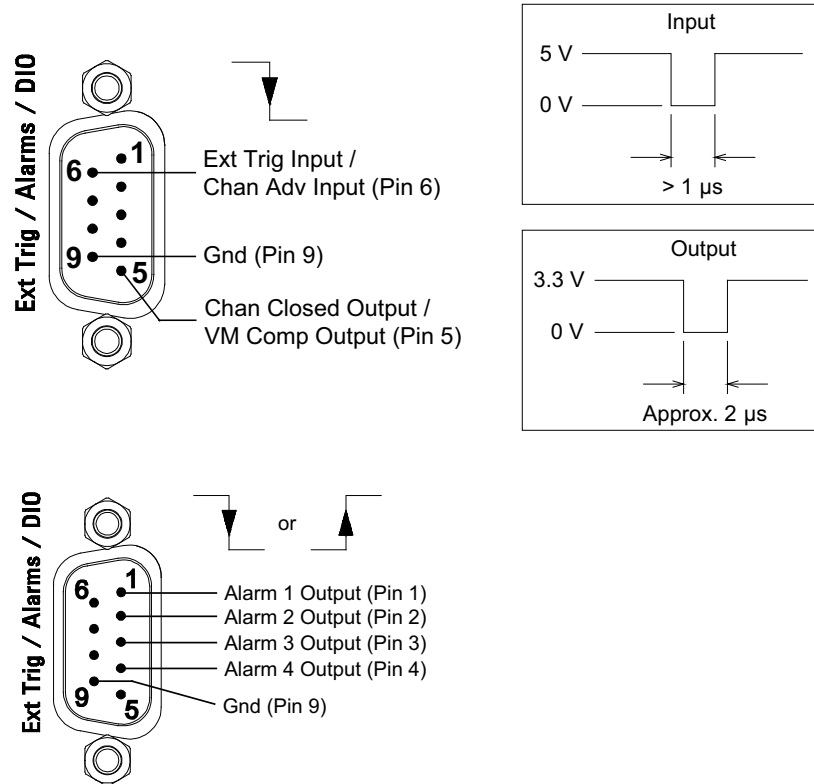 Ext Trig / Alarms / DIO
6
1
9
5
Ext Trig Input /
Chan Adv Input (Pin 6)
Gnd (Pin 9)
Chan Closed Output /
VM Comp Output (Pin 5)
Input
5 V
0 V
> 1 µs
Output
3.3 V
0 V
Approx. 2 µs
Ext Trig / Alarms / DIO
or
6
1
9
5
Alarm 1 Output (Pin 1)
Alarm 2 Output (Pin 2)
Alarm 3 Output (Pin 3)
Alarm 4 Output (Pin 4)
Gnd (Pin 9)